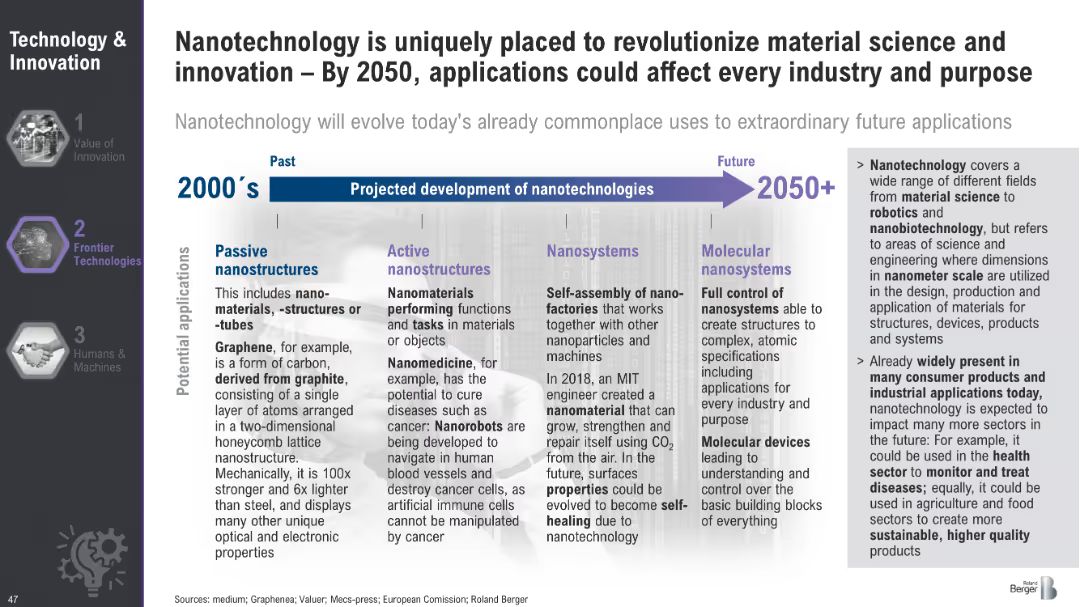 Technology &
Innovation
1
Value of
Innovation
2
Frontier
Technologies
3
Humans &
Machines
47
Nanotechnology is uniquely placed to revolutionize material science and
innovation – By 2050, applications could affect every industry and purpose
Nanotechnology will evolve today's already commonplace uses to extraordinary future applications
Past
Future
2000´s
Projected development of nanotechnologies
2050+
Potential applications
Passive
nanostructures
This includes nano-
materials, -structures or
-tubes
Graphene, for example,
is a form of carbon,
derived from graphite,
consisting of a single
layer of atoms arranged
in a two-dimensional
honeycomb lattice
nanostructure.
Mechanically, it is 100x
stronger and 6x lighter
than steel, and displays
many other unique
optical and electronic
properties
Active
nanostructures
Nanomaterials
performing functions
and tasks in materials
or objects
Nanomedicine, for
example, has the
potential to cure
diseases such as
cancer: Nanorobots are
being developed to
navigate in human
blood vessels and
destroy cancer cells, as
artificial immune cells
cannot be manipulated
by cancer
Nanosystems
Self-assembly of nano-
factories that works
together with other
nanoparticles and
machines
In 2018, an MIT
engineer created a
nanomaterial that can
grow, strengthen and
repair itself using CO2
from the air. In the
future, surfaces
properties could be
evolved to become self-
healing due to
nanotechnology
Molecular
nanosystems
Full control of
nanosystems able to
create structures to
complex, atomic
specifications
including
applications for
every industry and
purpose
Molecular devices
leading to
understanding and
control over the
basic building blocks
of everything
> Nanotechnology covers a
wide range of different fields
from material science to
robotics and
nanobiotechnology, but refers
to areas of science and
engineering where dimensions
in nanometer scale are utilized
in the design, production and
application of materials for
structures, devices, products
and systems
> Already widely present in
many consumer products and
industrial applications today,
nanotechnology is expected to
impact many more sectors in
the future: For example, it
could be used in the health
sector to monitor and treat
diseases; equally, it could be
used in agriculture and food
sectors to create more
sustainable, higher quality
products
Sources: medium; Graphenea; Valuer; Mecs-press; European Comission; Roland Berger
Roland
Berger